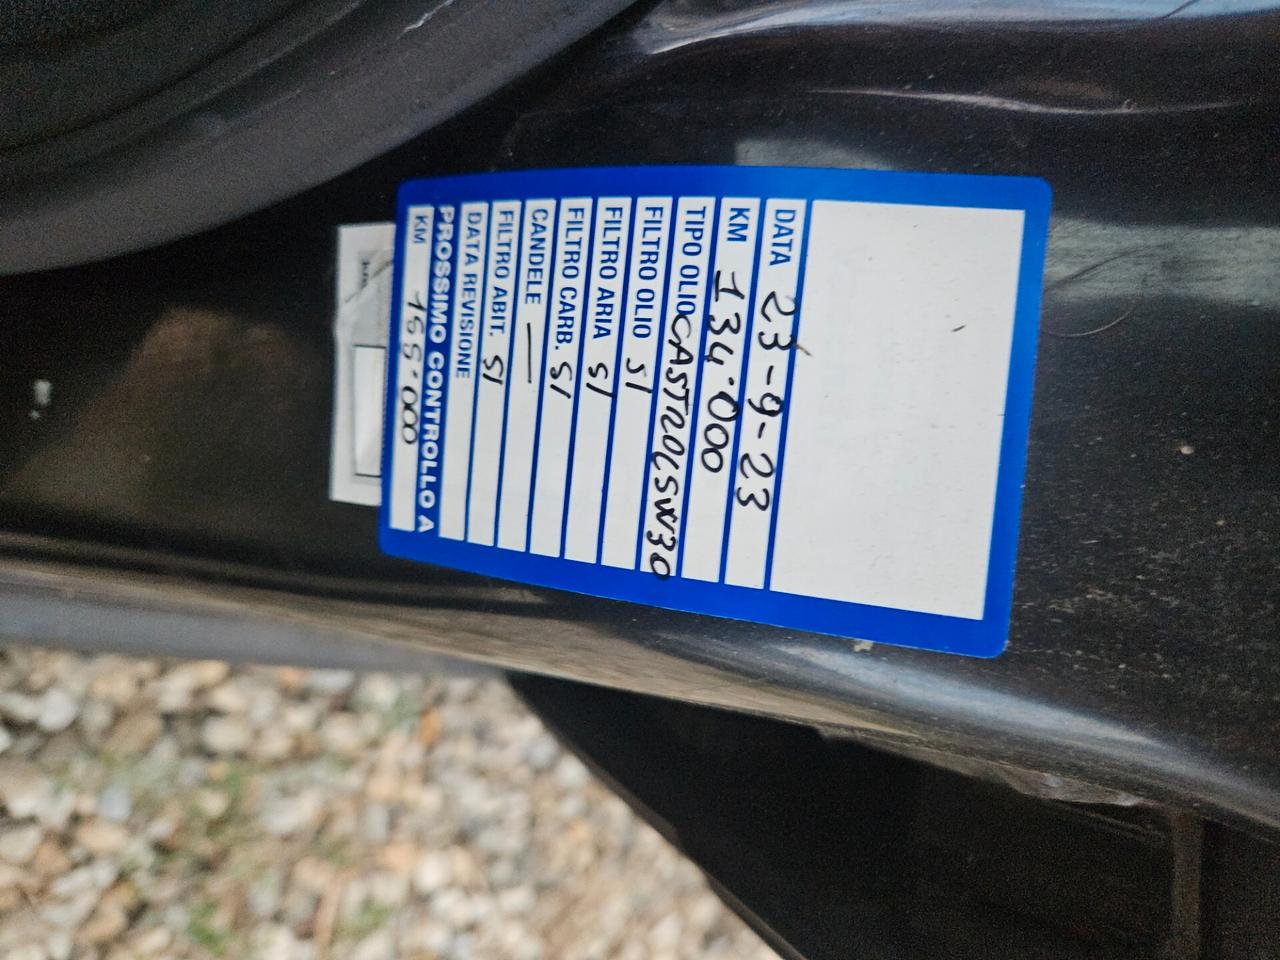 DATA 23-9-23
KM 134.000
TIPO OLIO CASTROL 5W30
FILTRO OLIO SI
FILTRO ARIA SI
FILTRO CARB. SI
CANDELE —
FILTRO ABIT. SI
DATA REVISIONE
PROSSIMO CONTROLLO A
KM 155.000